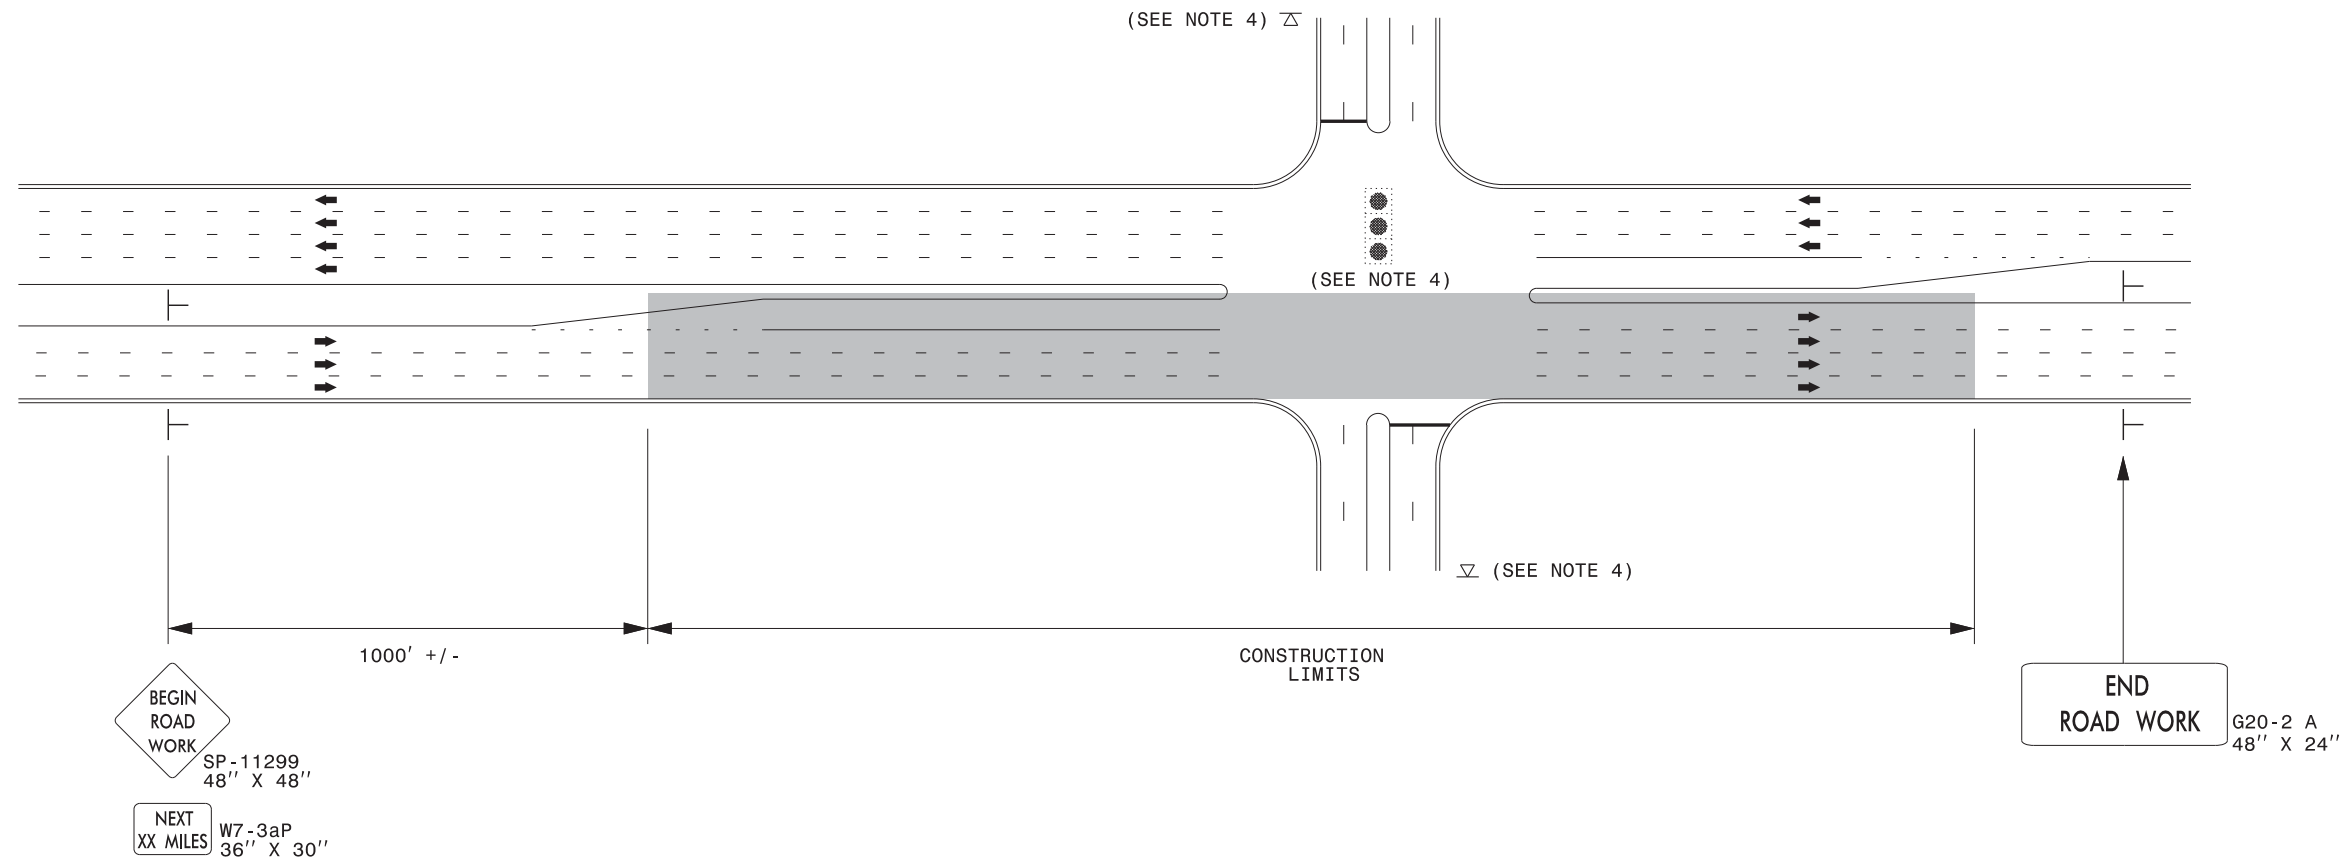 (SEE NOTE 4)
(SEE NOTE 4)
(SEE NOTE 4)
1000' +/-
CONSTRUCTION
LIMITS
BEGIN
ROAD
WORK
SP-11299
48'' X 48''
NEXT
XX MILES
W7-3aP
36'' X 30''
END
ROAD WORK
G20-2 A
48'' X 24''